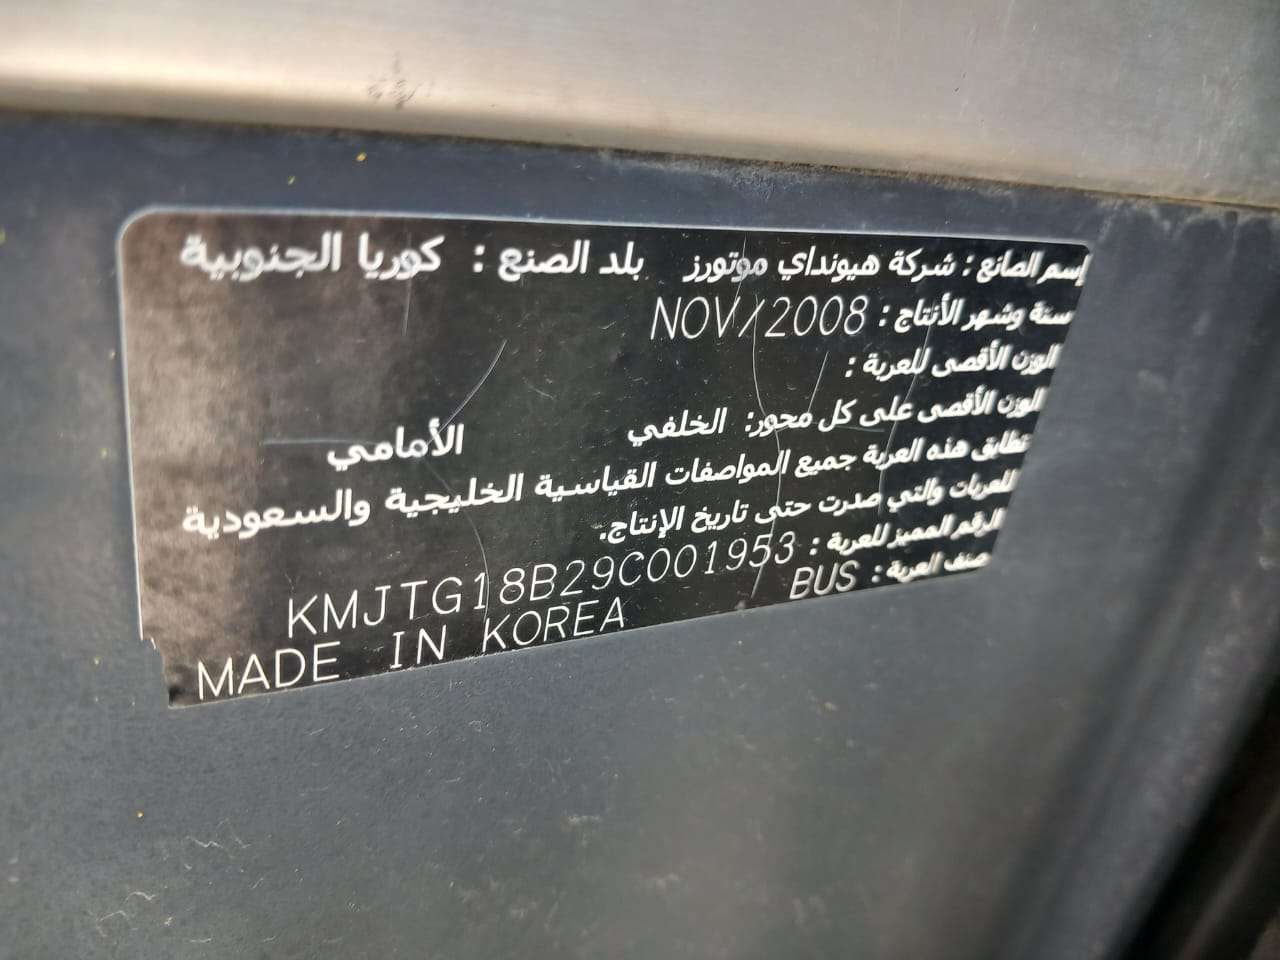 إسم الصانع : شركة هيونداي موتورز بلد الصنع : كوريا الجنوبية
سنة وشهر الأنتاج : NOV/2008
الوزن الأقصى للعربة :
الوزن الأقصى على كل محور: الخلفي الأمامي
تطابق هذه العربة جميع المواصفات القياسية الخليجية والسعودية
للعربات والتي صدرت حتى تاريخ الإنتاج.
الرقم المميز للعربة : KMJTG18B29C001953
صنف العربة : BUS
MADE IN KOREA